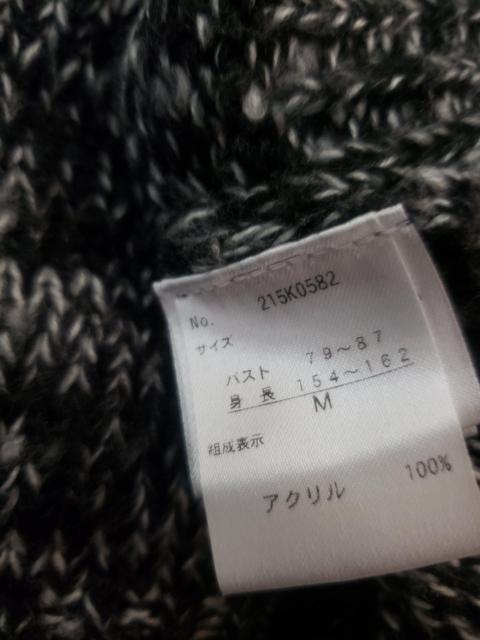 No. 215K0582
サイズ
バスト 79～87
身長 154～162
M
組成表示
アクリル 100%